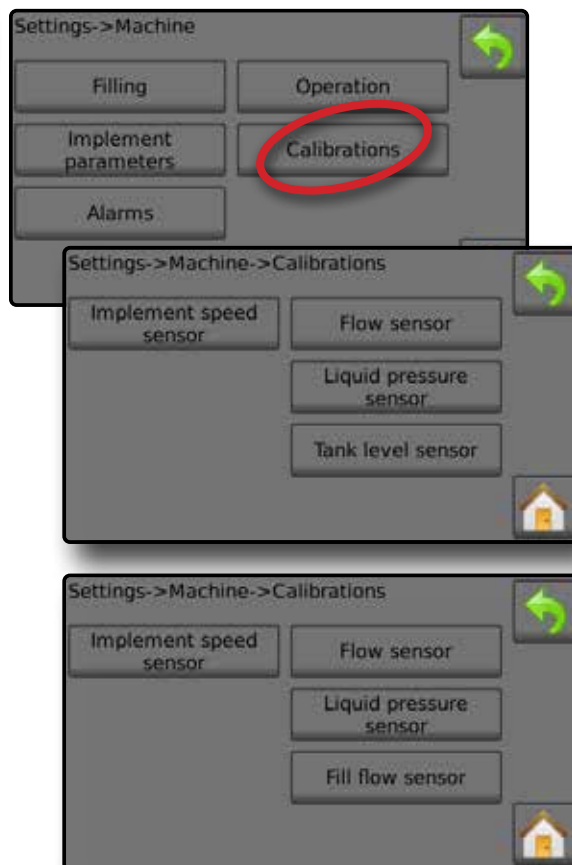 Settings->Machine
Filling
Operation
Implement
parameters
Calibrations
Alarms
Settings->Machine->Calibrations
Implement speed
sensor
Flow sensor
Liquid pressure
sensor
Tank level sensor
Settings->Machine->Calibrations
Implement speed
sensor
Flow sensor
Liquid pressure
sensor
Fill flow sensor